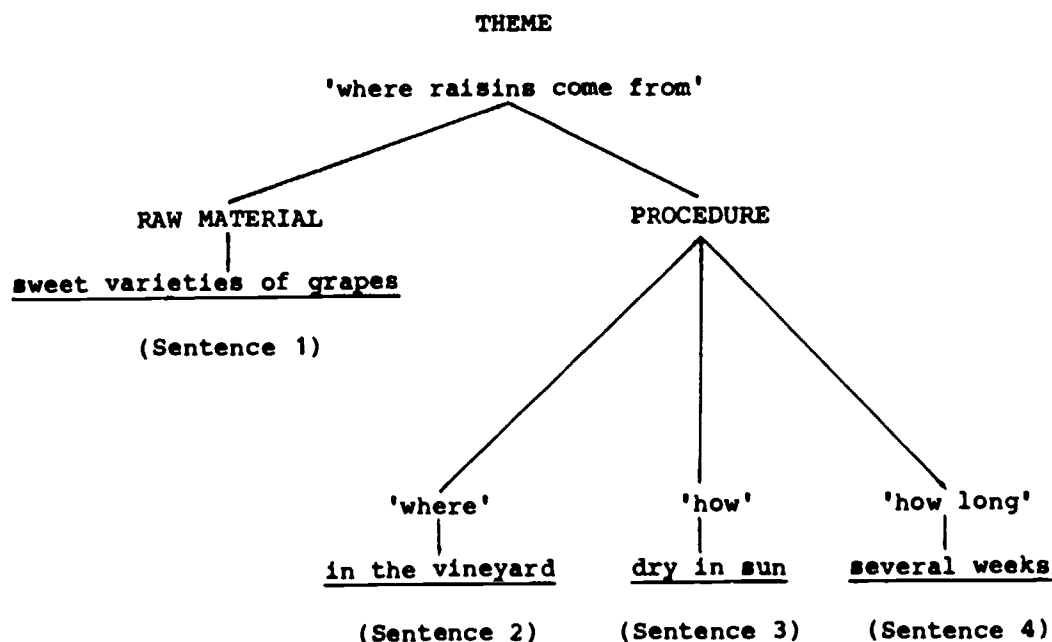 THEME
'where raisins come from'
RAW MATERIAL PROCEDURE
sweet varieties of grapes
(Sentence 1)
'where' 'how' 'how long'
in the vineyard dry in sun several weeks
(Sentence 2) (Sentence 3) (Sentence 4)